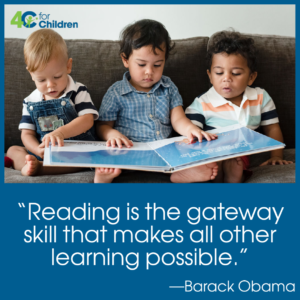 4C for
Children
“Reading is the gateway
skill that makes all other
learning possible.”
—Barack Obama